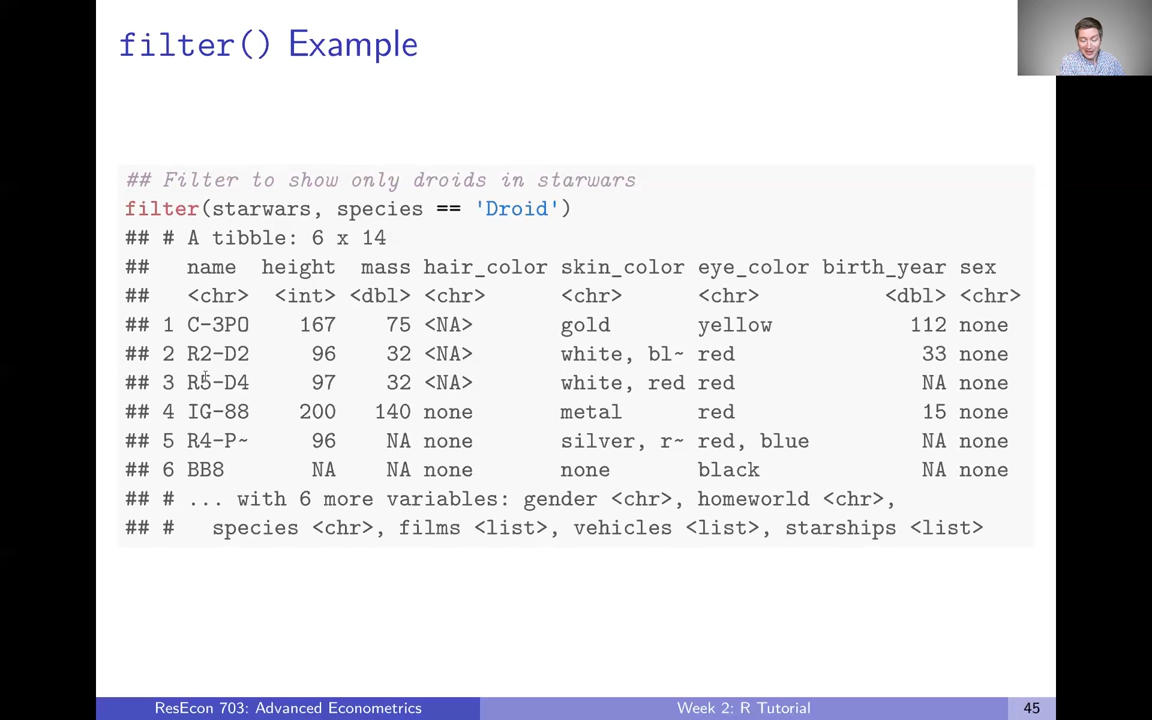 filter() Example
## Filter to show only droids in starwars
filter(starwars, species == 'Droid')
## # A tibble: 6 x 14
##   name   height  mass hair_color skin_color eye_color birth_year sex
##   <chr>   <int> <dbl> <chr>      <chr>      <chr>          <dbl> <chr>
## 1 C-3PO     167    75 <NA>       gold       yellow           112 none
## 2 R2-D2      96    32 <NA>       white, bl~ red               33 none
## 3 R5-D4      97    32 <NA>       white, red red               NA none
## 4 IG-88     200   140 none       metal      red               15 none
## 5 R4-P~      96    NA none       silver, r~ red, blue         NA none
## 6 BB8        NA    NA none       none       black             NA none
## # ... with 6 more variables: gender <chr>, homeworld <chr>,
## #   species <chr>, films <list>, vehicles <list>, starships <list>
ResEcon 703: Advanced Econometrics Week 2: R Tutorial 45